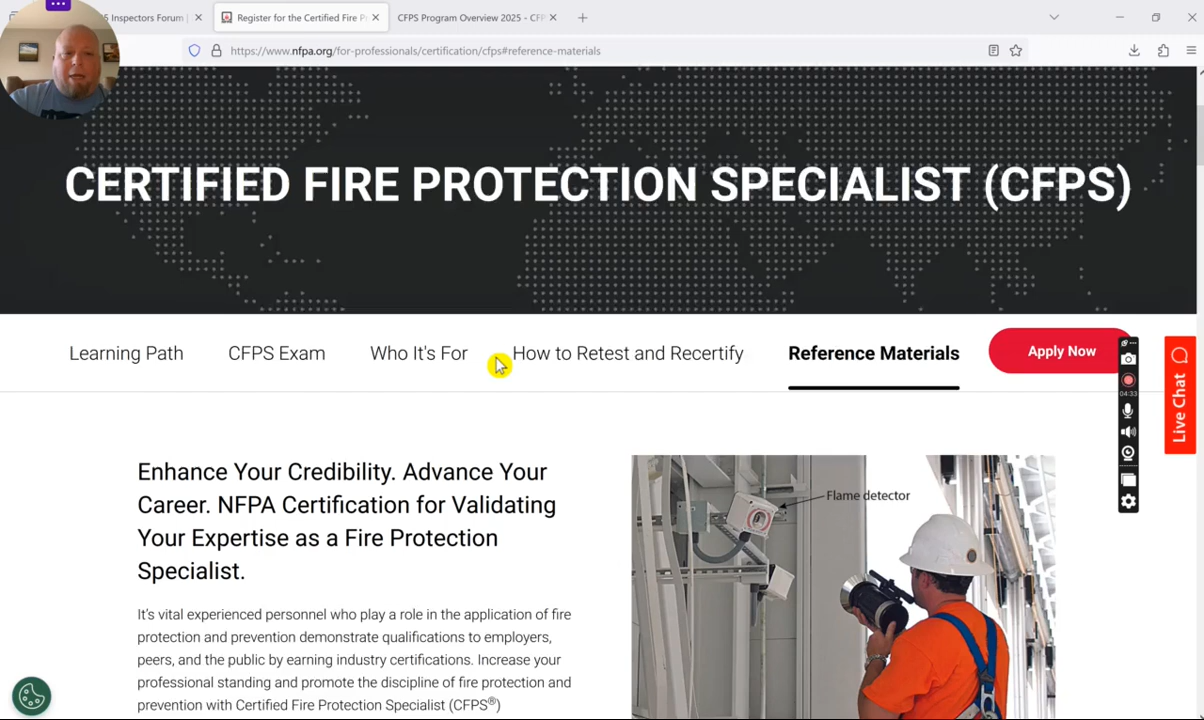 5 Inspectors Forum |
Register for the Certified Fire P
CFPS Program Overview 2025 - CFP
https://www.nfpa.org/for-professionals/certification/cfps#reference-materials
CERTIFIED FIRE PROTECTION SPECIALIST (CFPS)
Learning Path
CFPS Exam
Who It's For
How to Retest and Recertify
Reference Materials
Apply Now
04:33
Live Chat
Enhance Your Credibility. Advance Your
Career. NFPA Certification for Validating
Your Expertise as a Fire Protection
Specialist.
Flame detector
It's vital experienced personnel who play a role in the application of fire
protection and prevention demonstrate qualifications to employers,
peers, and the public by earning industry certifications. Increase your
professional standing and promote the discipline of fire protection and
prevention with Certified Fire Protection Specialist (CFPS®)